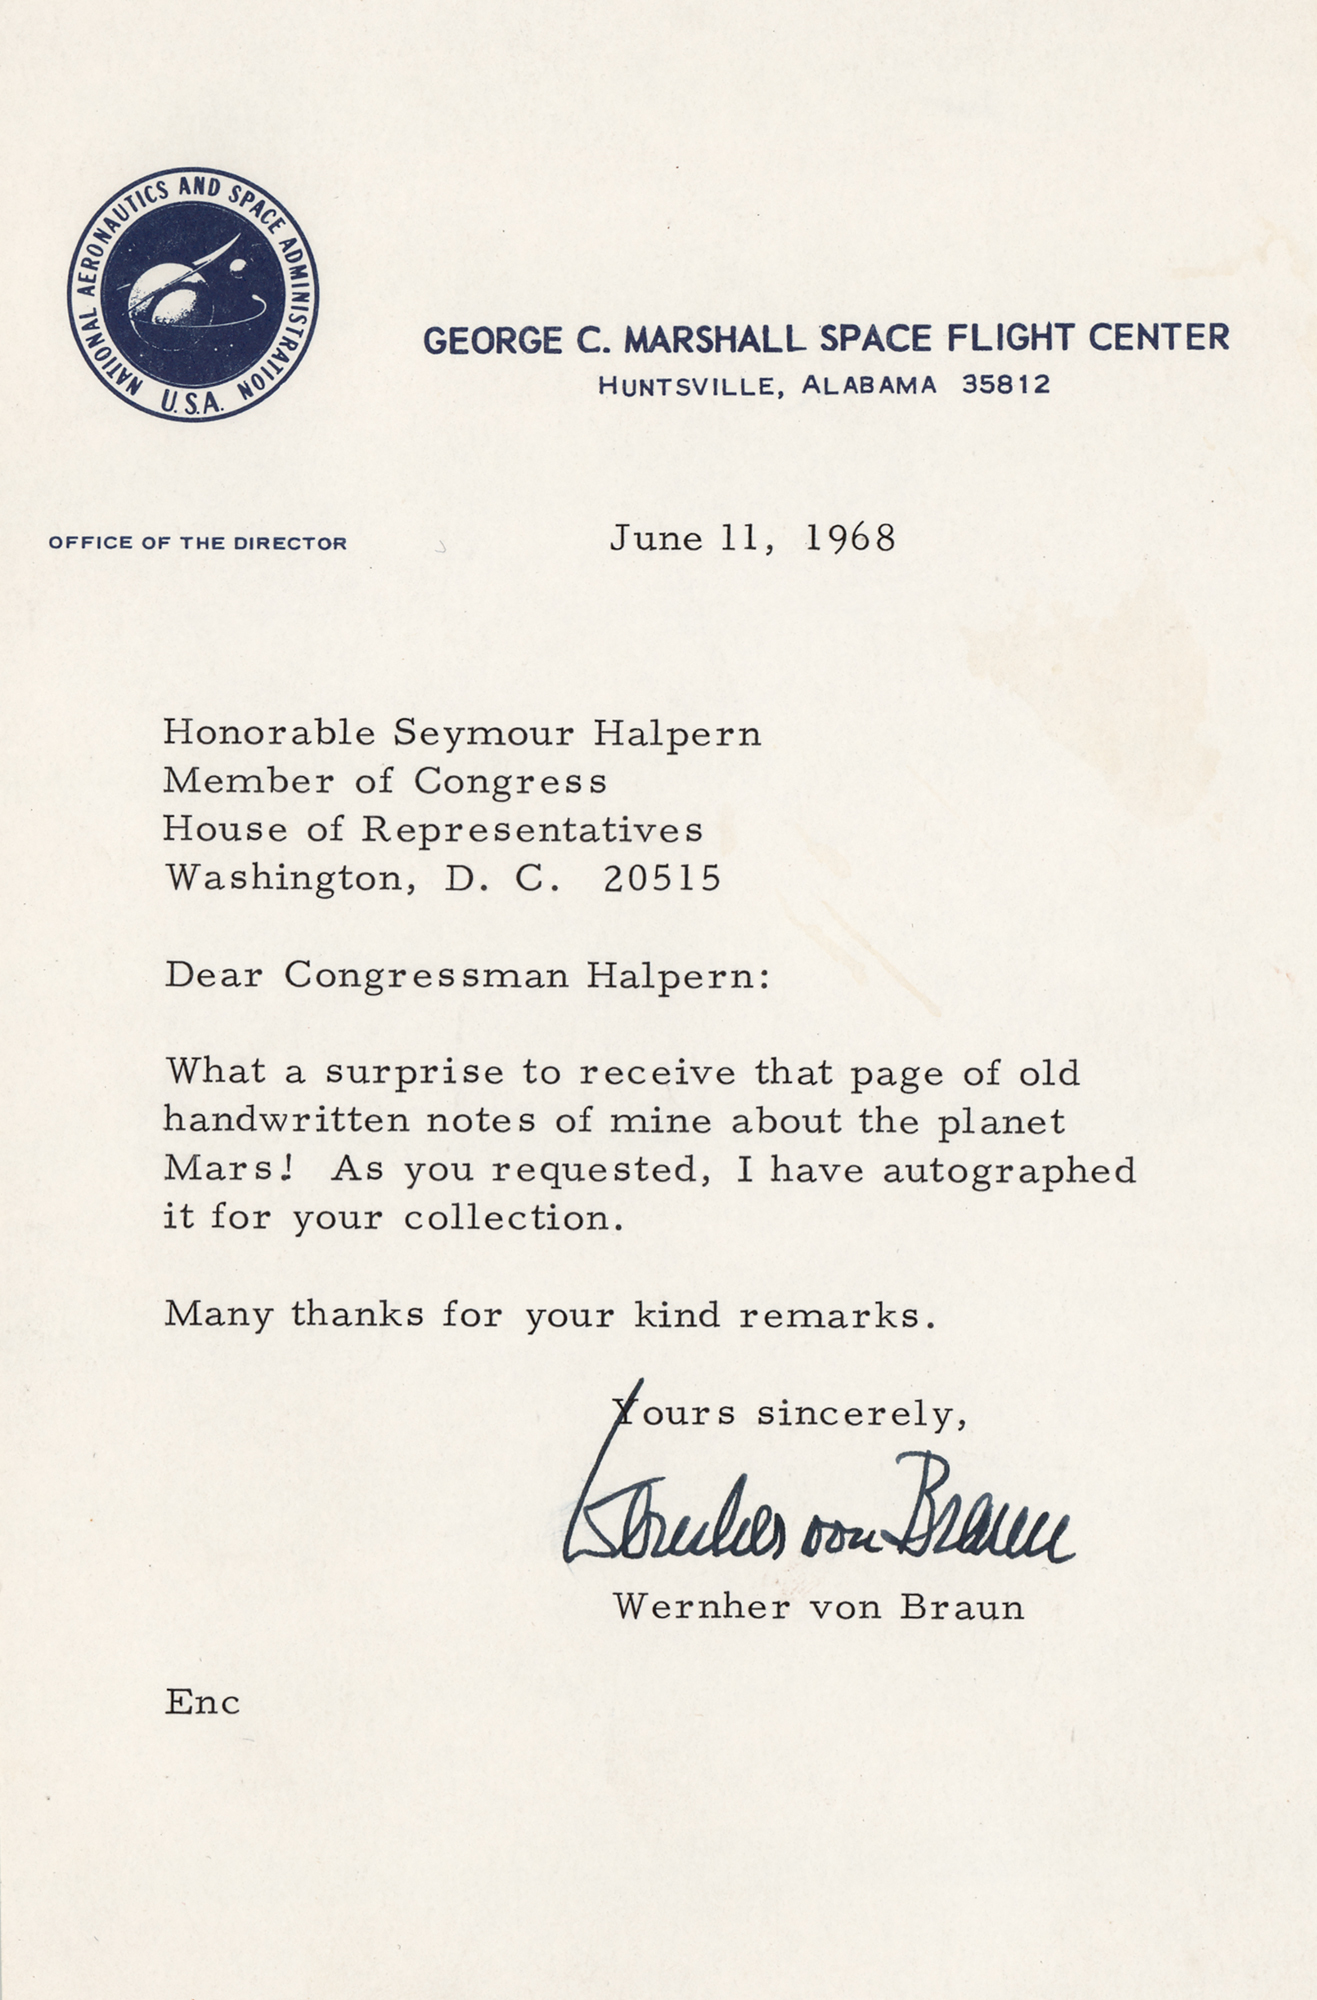 NATIONAL AERONAUTICS AND SPACE ADMINISTRATION
U.S.A.
GEORGE C. MARSHALL SPACE FLIGHT CENTER
HUNTSVILLE, ALABAMA 35812
OFFICE OF THE DIRECTOR
June 11, 1968
Honorable Seymour Halpern
Member of Congress
House of Representatives
Washington, D. C. 20515
Dear Congressman Halpern:
What a surprise to receive that page of old
handwritten notes of mine about the planet
Mars! As you requested, I have autographed
it for your collection.
Many thanks for your kind remarks.
Yours sincerely,
Wernher von Braun
Wernher von Braun
Enc